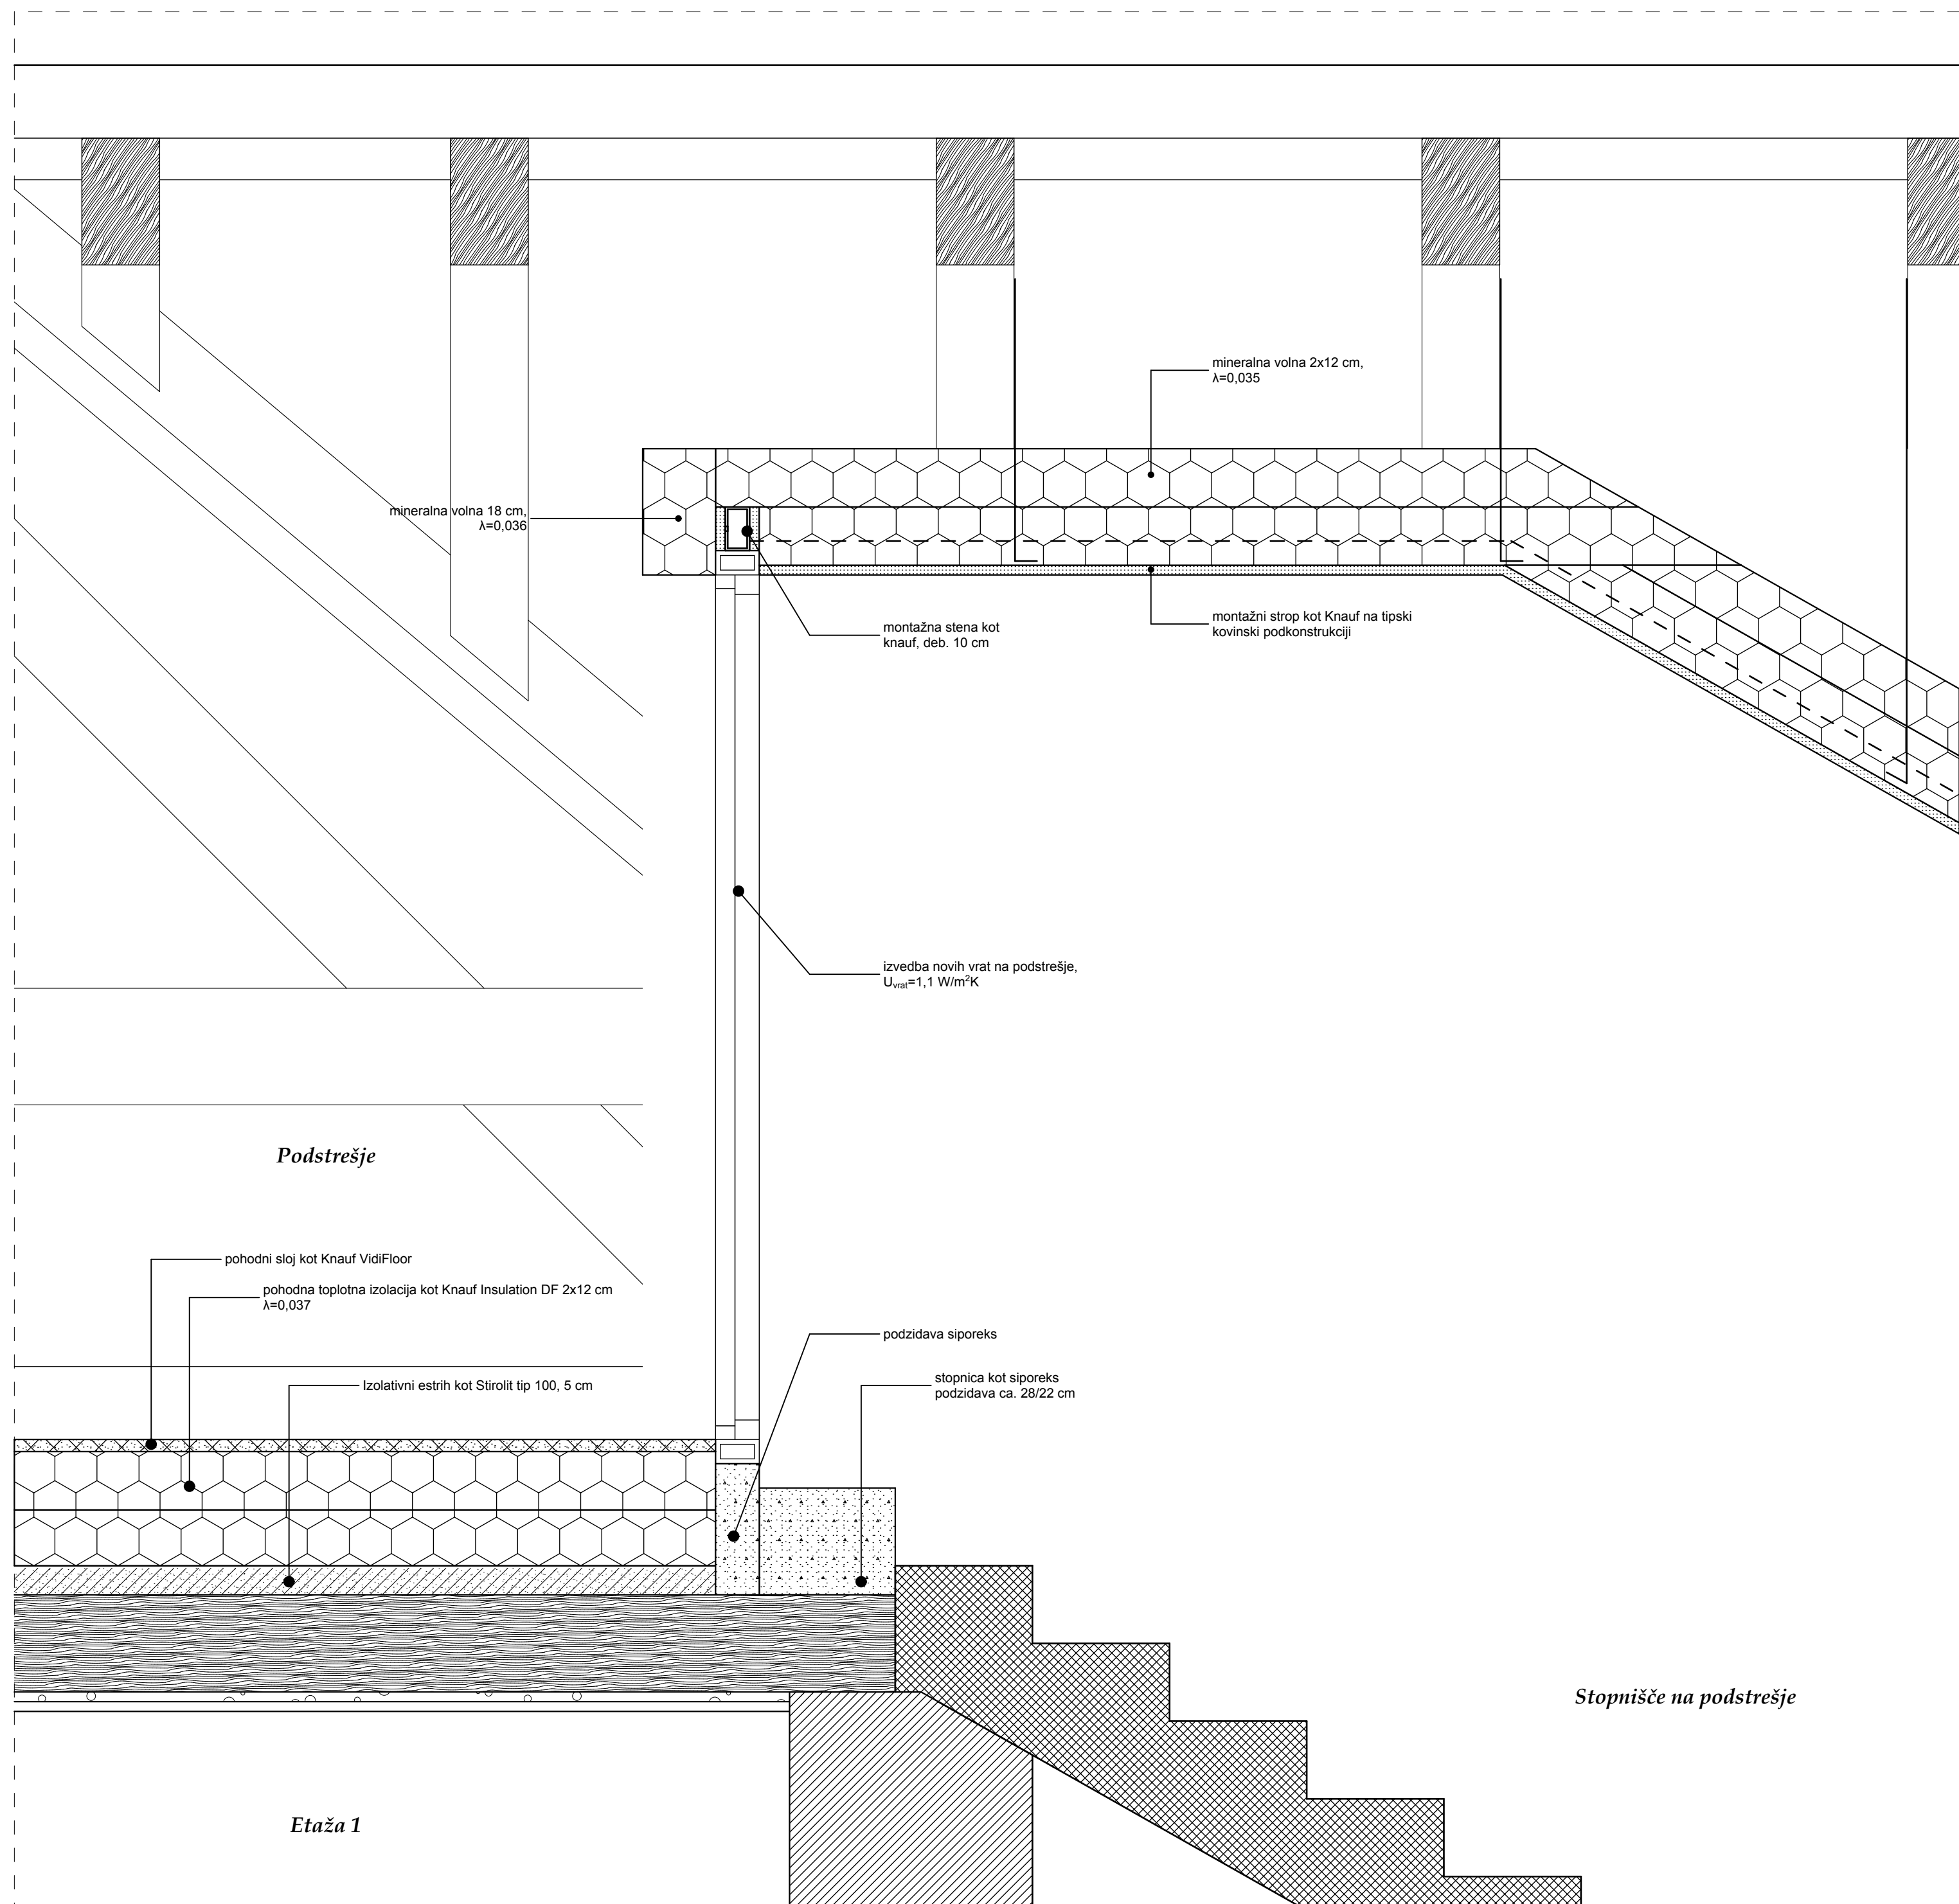 mineralna volna 2x12 cm,
λ=0,035
mineralna volna 18 cm,
λ=0,036
montažna stena kot
knauf, deb. 10 cm
montažni strop kot Knauf na tipski
kovinski podkonstrukciji
izvedba novih vrat na podstrešje,
Uvrat=1,1 W/m²K
Podstrešje
pohodni sloj kot Knauf VidiFloor
pohodna toplotna izolacija kot Knauf Insulation DF 2x12 cm
λ=0,037
podzidava siporeks
Izolativni estrih kot Stirolit tip 100, 5 cm
stopnica kot siporeks
podzidava ca. 28/22 cm
Stopnišče na podstrešje
Etaža 1